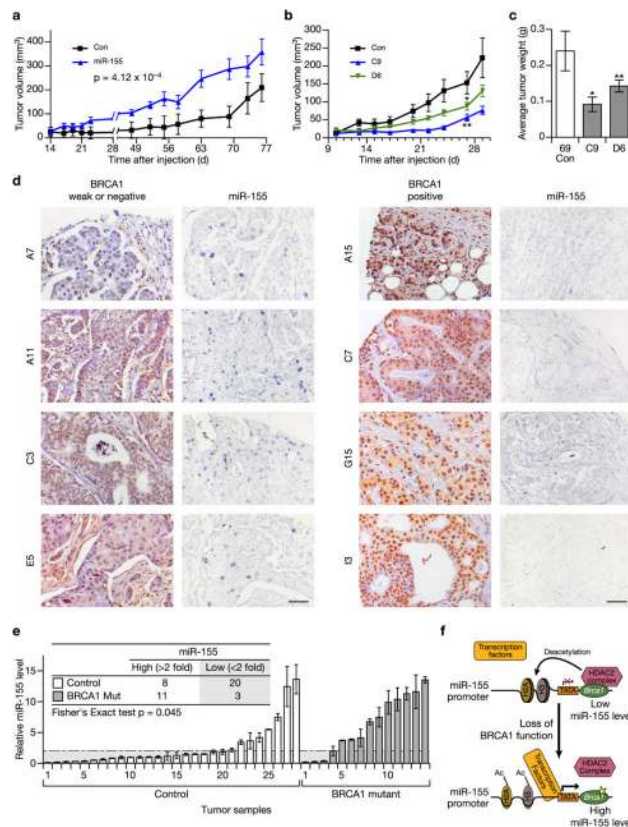 a
Tumor volume (mm³)
400
300
200
100
0
Con
miR-155
p = 4.12 x 10⁻⁴
14 21 28 49 56 63 70 77
Time after injection (d)
b
Tumor volume (mm³)
300
250
200
150
100
50
0
Con
C9
D6
**
9 14 18 24 28
Time after injection (d)
c
Average tumor weight (g)
0.3
0.2
0.1
0
*
**
69
Con
C9
D6
d
BRCA1
weak or negative
miR-155
BRCA1
positive
miR-155
A7
A15
A11
C7
C3
G15
E5
I3
e
Relative miR-155 level
15
10
5
0
miR-155
High (>2 fold) Low (<2 fold)
Control 8 20
BRCA1 Mut 11 3
Fisher's Exact test p = 0.045
1 5 10 15 20 25
Control
1 5 10
BRCA1 mutant
Tumor samples
f
Transcription
factors
Deacetylation
HDAC2
complex
miR-155
promoter
TATA
Brca1
Low
miR-155 level
Loss of
BRCA1 function
Transcription
Factors
HDAC2
Complex
Ac
Ac
miR-155
promoter
TATA
Brca1
High
miR-155 level